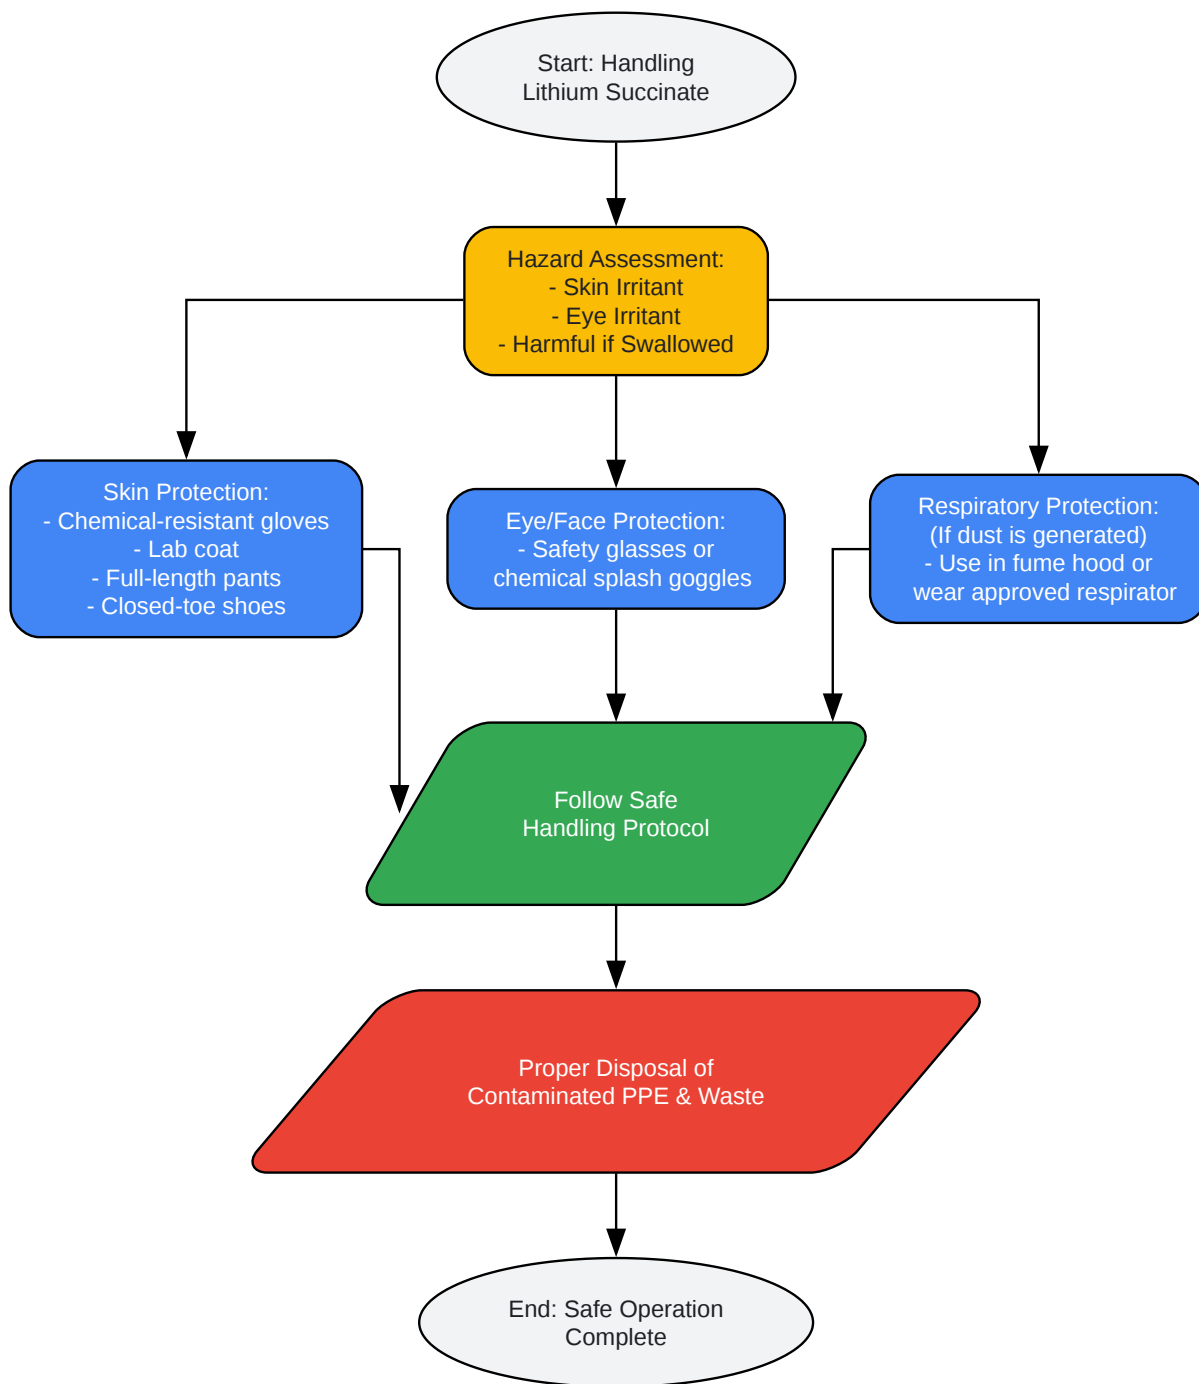 Start: Handling
Lithium Succinate
Hazard Assessment:
- Skin Irritant
- Eye Irritant
- Harmful if Swallowed
Skin Protection:
- Chemical-resistant gloves
- Lab coat
- Full-length pants
- Closed-toe shoes
Eye/Face Protection:
- Safety glasses or
chemical splash goggles
Respiratory Protection:
(If dust is generated)
- Use in fume hood or
wear approved respirator
Follow Safe
Handling Protocol
Proper Disposal of
Contaminated PPE & Waste
End: Safe Operation
Complete